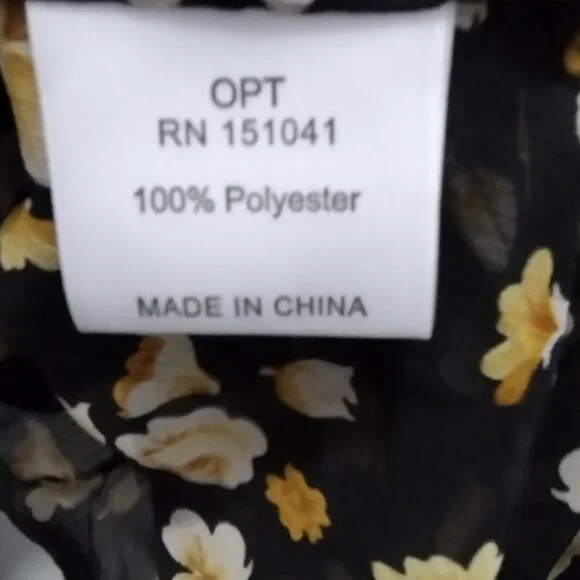 OPT
RN 151041
100% Polyester
MADE IN CHINA